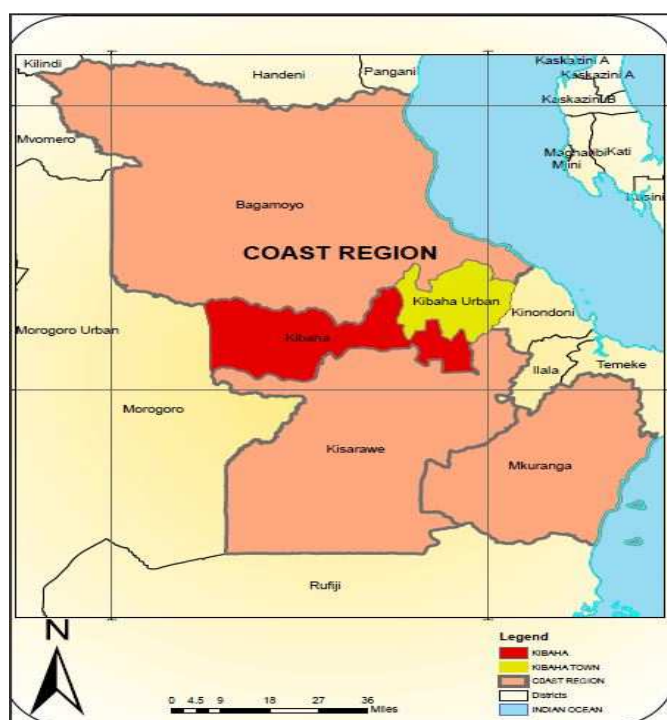 Kilindi
Handeni
Pangani
Kaskazini A
Kaskazini A
Kaskazini B
Mvomero
Kati
Mjini
Bagamoyo
COAST REGION
Kibaha Urban
Kinondoni
Morogoro Urban
Kibaha
Ilala
Temeke
Morogoro
Kisarawe
Mkuranga
Rufiji
N
Legend
KIBAHA
KIBAHA TOWN
COAST REGION
Districts
INDIAN OCEAN
0 4.5 9 18 27 36
Miles